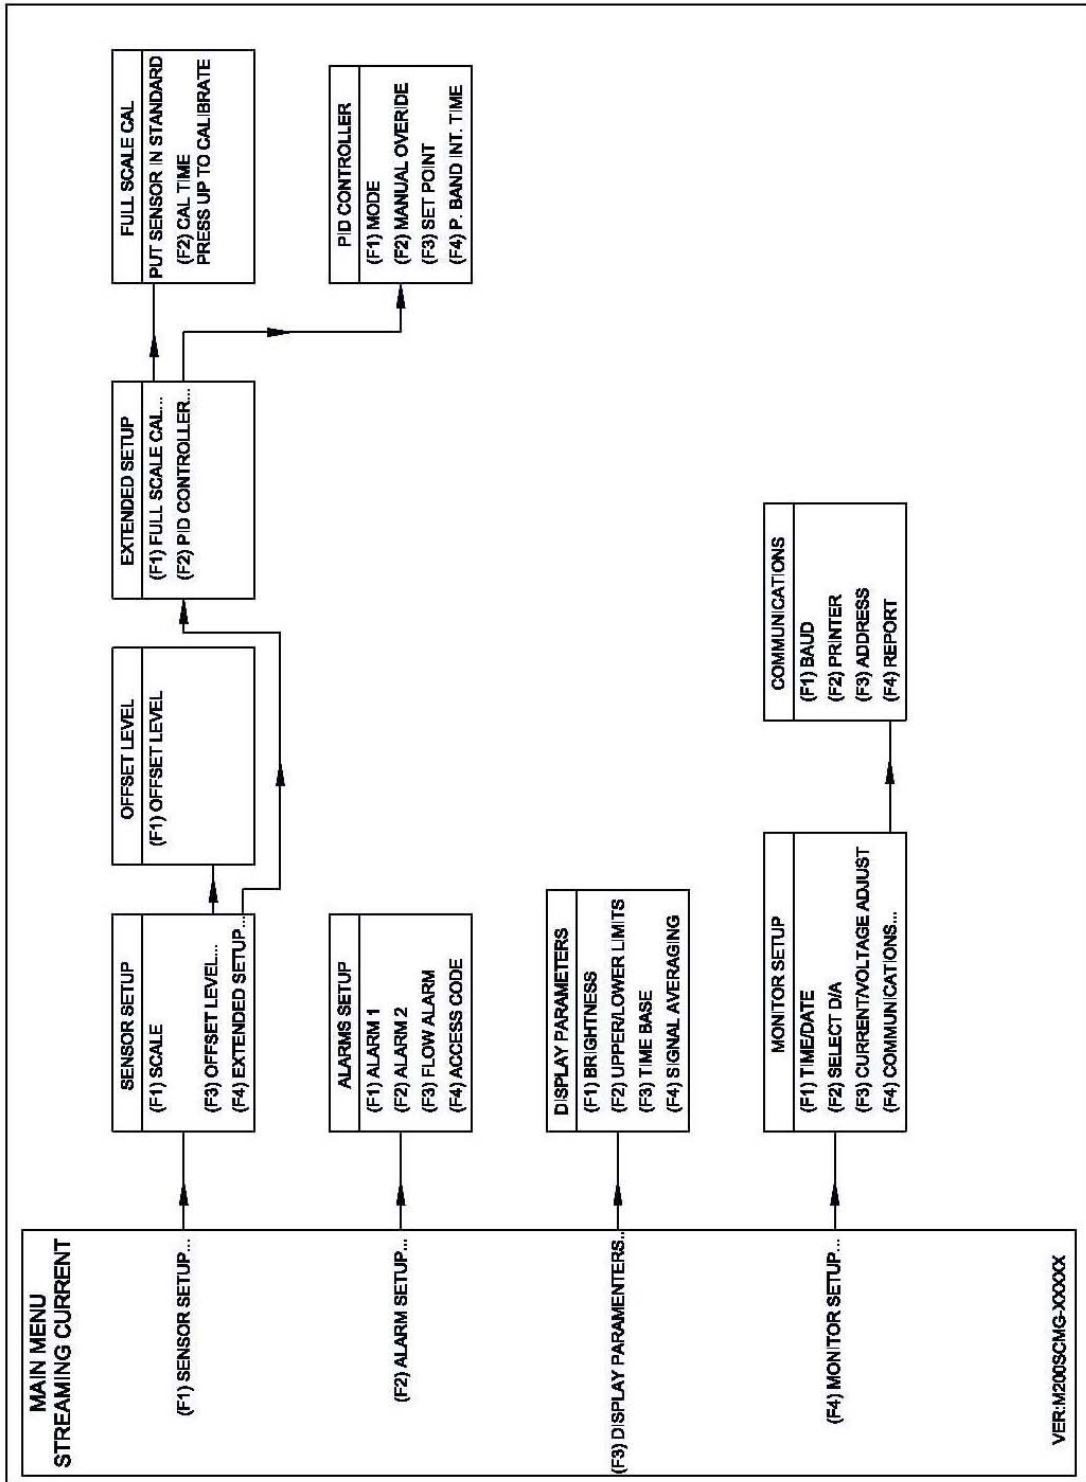 MAIN MENU
STREAMING CURRENT
(F1) SENSOR SETUP...
(F2) ALARM SETUP...
(F3) DISPLAY PARAMENTERS...
(F4) MONITOR SETUP...
VER:M200SCMG-XXXXX
SENSOR SETUP
(F1) SCALE
(F3) OFFSET LEVEL...
(F4) EXTENDED SETUP...
OFFSET LEVEL
(F1) OFFSET LEVEL
EXTENDED SETUP
(F1) FULL SCALE CAL...
(F2) PID CONTROLLER...
FULL SCALE CAL
PUT SENSOR IN STANDARD
(F2) CAL TIME
PRESS UP TO CALIBRATE
PID CONTROLLER
(F1) MODE
(F2) MANUAL OVERIDE
(F3) SET POINT
(F4) P. BAND INT. TIME
ALARMS SETUP
(F1) ALARM 1
(F2) ALARM 2
(F3) FLOW ALARM
(F4) ACCESS CODE
DISPLAY PARAMETERS
(F1) BRIGHTNESS
(F2) UPPER/LOWER LIMITS
(F3) TIME BASE
(F4) SIGNAL AVERAGING
MONITOR SETUP
(F1) TIME/DATE
(F2) SELECT D/A
(F3) CURRENT/VOLTAGE ADJUST
(F4) COMMUNICATIONS...
COMMUNICATIONS
(F1) BAUD
(F2) PRINTER
(F3) ADDRESS
(F4) REPORT